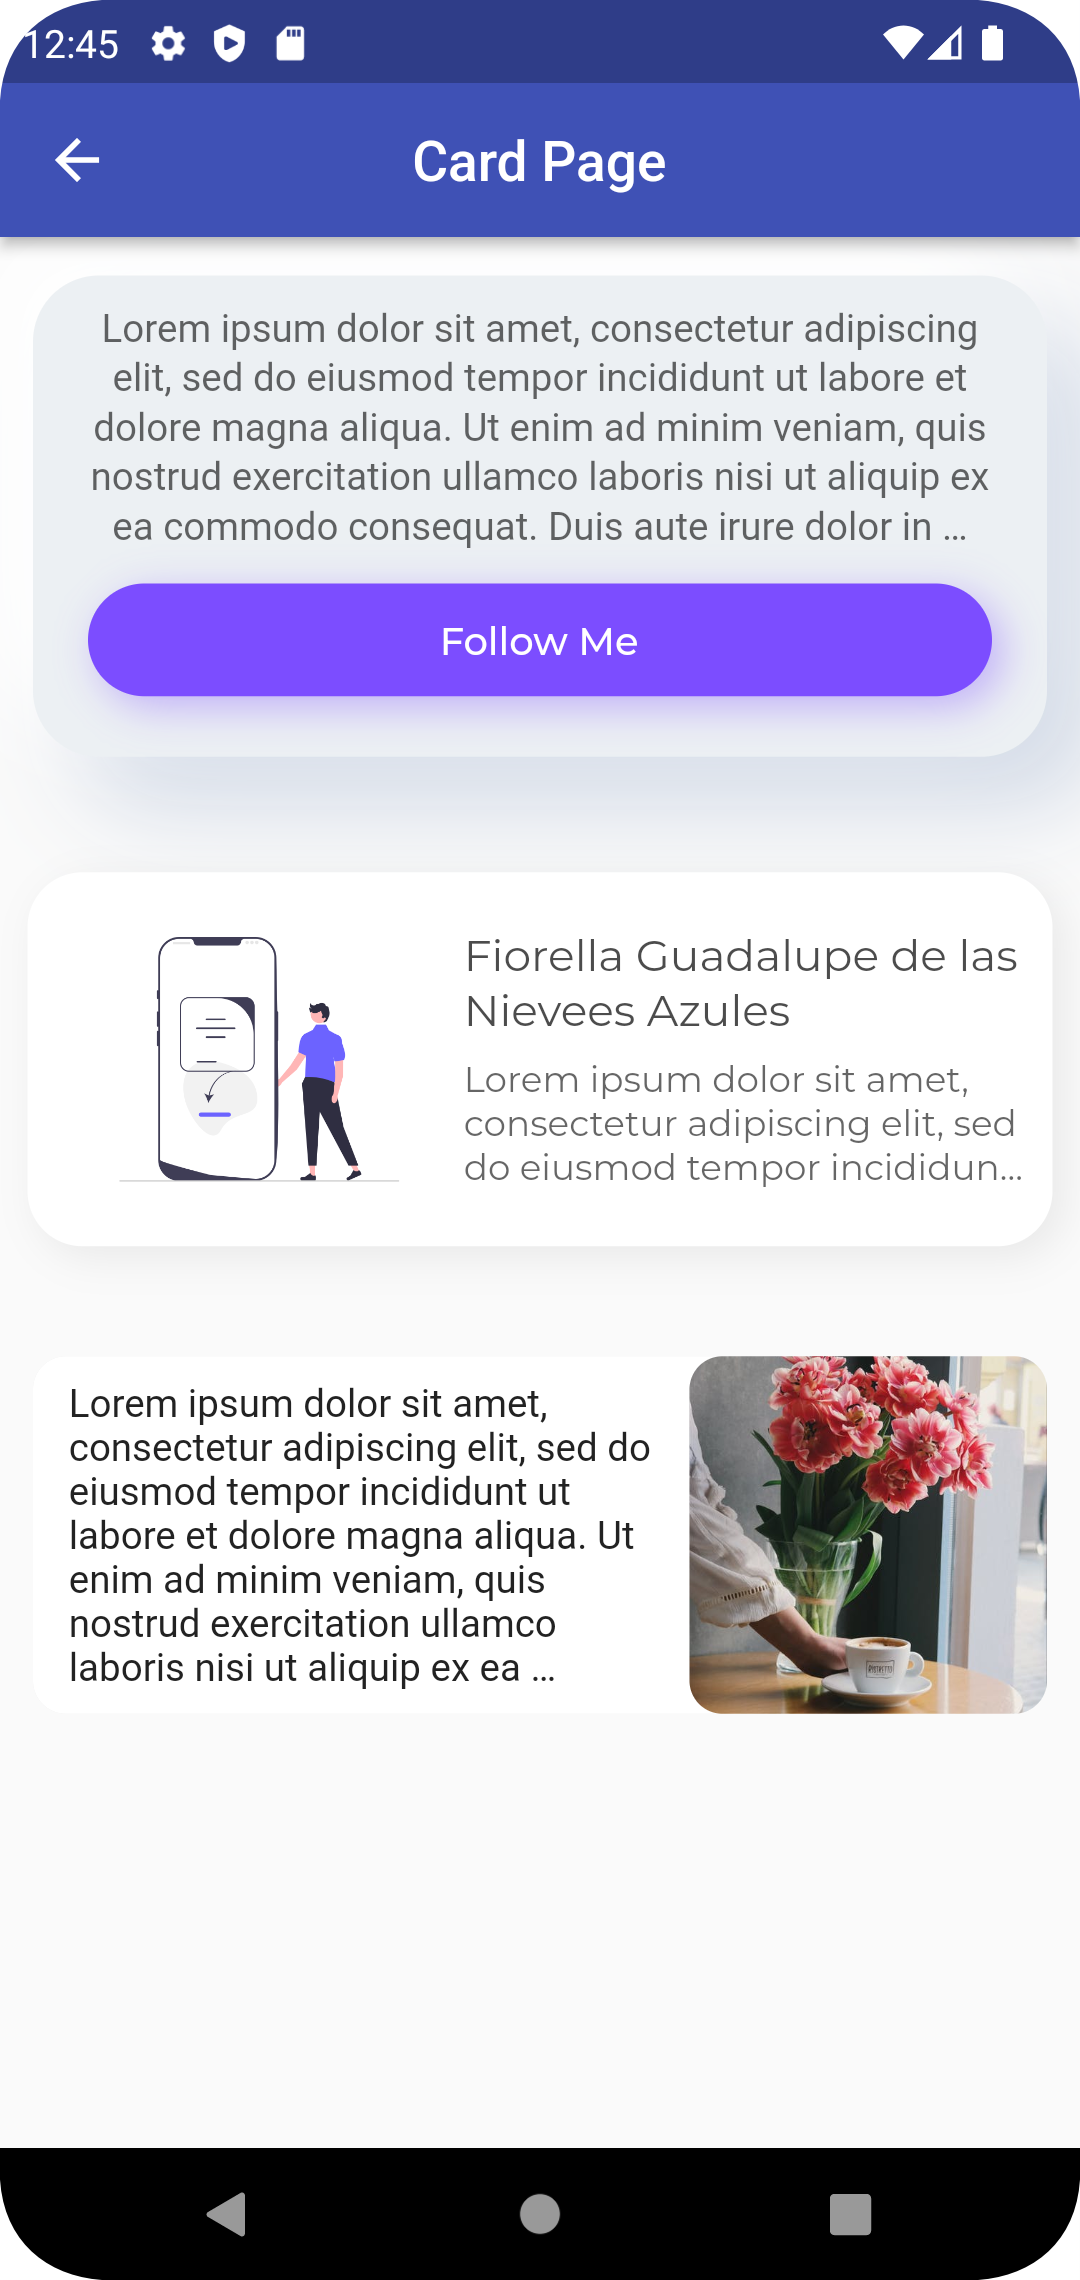 12:45
Card Page
Lorem ipsum dolor sit amet, consectetur adipiscing
elit, sed do eiusmod tempor incididunt ut labore et
dolore magna aliqua. Ut enim ad minim veniam, quis
nostrud exercitation ullamco laboris nisi ut aliquip ex
ea commodo consequat. Duis aute irure dolor in ...
Follow Me
Fiorella Guadalupe de las
Nievees Azules
Lorem ipsum dolor sit amet,
consectetur adipiscing elit, sed
do eiusmod tempor incididun...
Lorem ipsum dolor sit amet,
consectetur adipiscing elit, sed do
eiusmod tempor incididunt ut
labore et dolore magna aliqua. Ut
enim ad minim veniam, quis
nostrud exercitation ullamco
laboris nisi ut aliquip ex ea ...